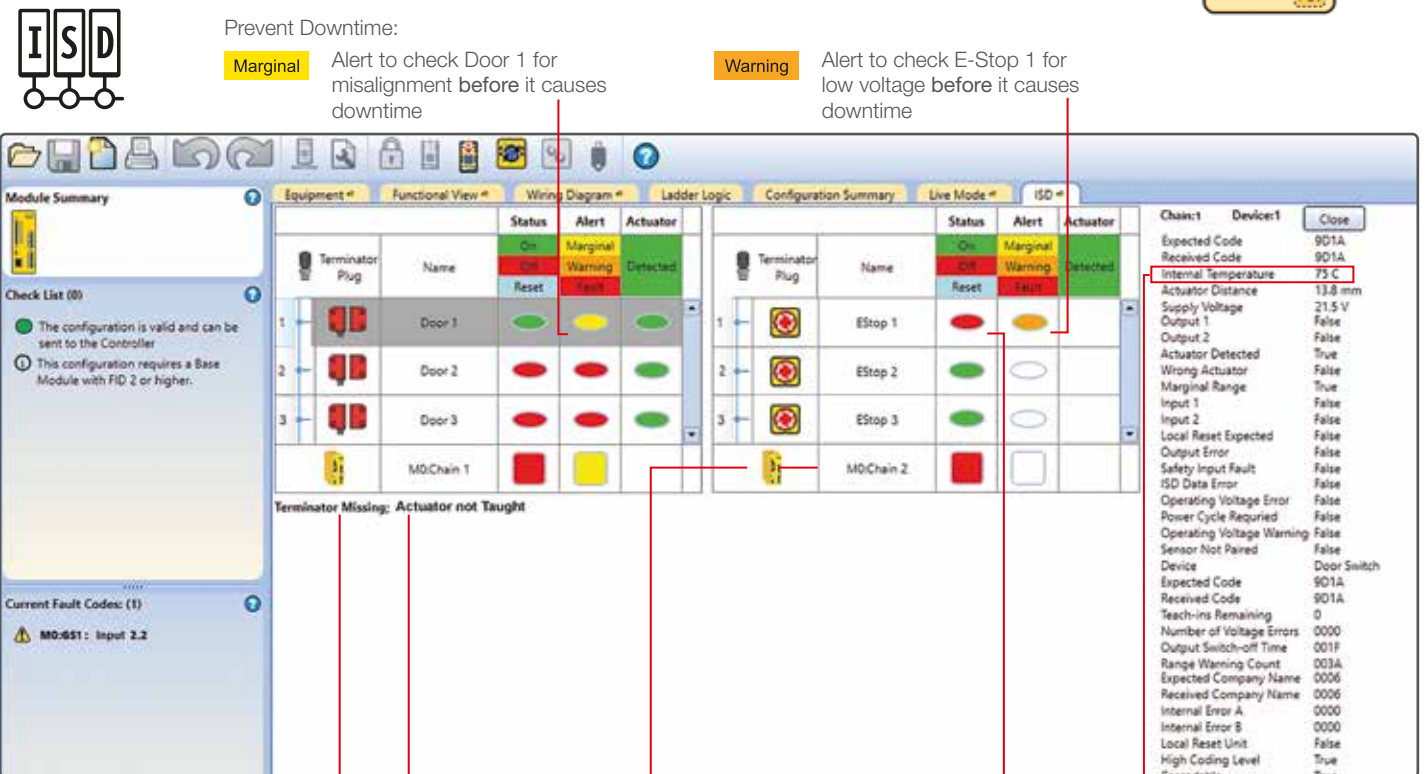 ISD
Prevent Downtime:
Marginal
Alert to check Door 1 for
misalignment before it causes
downtime
Warning
Alert to check E-Stop 1 for
low voltage before it causes
downtime
Module Summary
Check List (0)
The configuration is valid and can be
sent to the Controller
This configuration requires a Base
Module with FID 2 or higher.
Current Fault Codes: (1)
M0:GS1: Input 2.2
Equipment Functional View Wiring Diagram Ladder Logic Configuration Summary Live Mode ISD
Status Alert Actuator
Terminator
Plug
Name
On Marginal
Off Warning Detected
Reset Fault
1 Door 1
2 Door 2
3 Door 3
M0:Chain 1
Terminator Missing; Actuator not Taught
Status Alert Actuator
Terminator
Plug
Name
On Marginal
Off Warning Detected
Reset Fault
1 EStop 1
2 EStop 2
3 EStop 3
M0:Chain 2
Chain:1 Device:1 Close
Expected Code 9D1A
Received Code 9D1A
Internal Temperature 75 C
Actuator Distance 13.8 mm
Supply Voltage 21.5 V
Output 1 False
Output 2 False
Actuator Detected True
Wrong Actuator False
Marginal Range True
Input 1 False
Input 2 False
Local Reset Expected False
Output Error False
Safety Input Fault False
ISD Data Error False
Operating Voltage Error False
Power Cycle Requried False
Operating Voltage Warning False
Sensor Not Paired False
Device Door Switch
Expected Code 9D1A
Received Code 9D1A
Teach-ins Remaining 0
Number of Voltage Errors 0000
Output Switch-off Time 001F
Range Warning Count 003A
Expected Company Name 0006
Received Company Name 0006
Internal Error A 0000
Internal Error B 0000
Local Reset Unit False
High Coding Level True